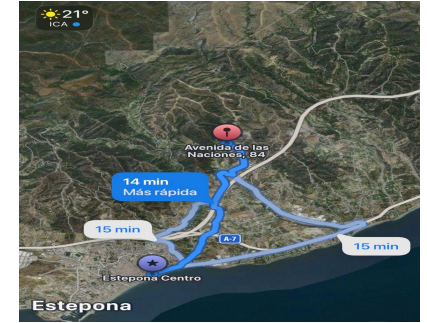 21°
ICA
Avenida de las
Naciones, 84
14 min
Más rápida
15 min
A-7
15 min
Estepona Centro
Estepona